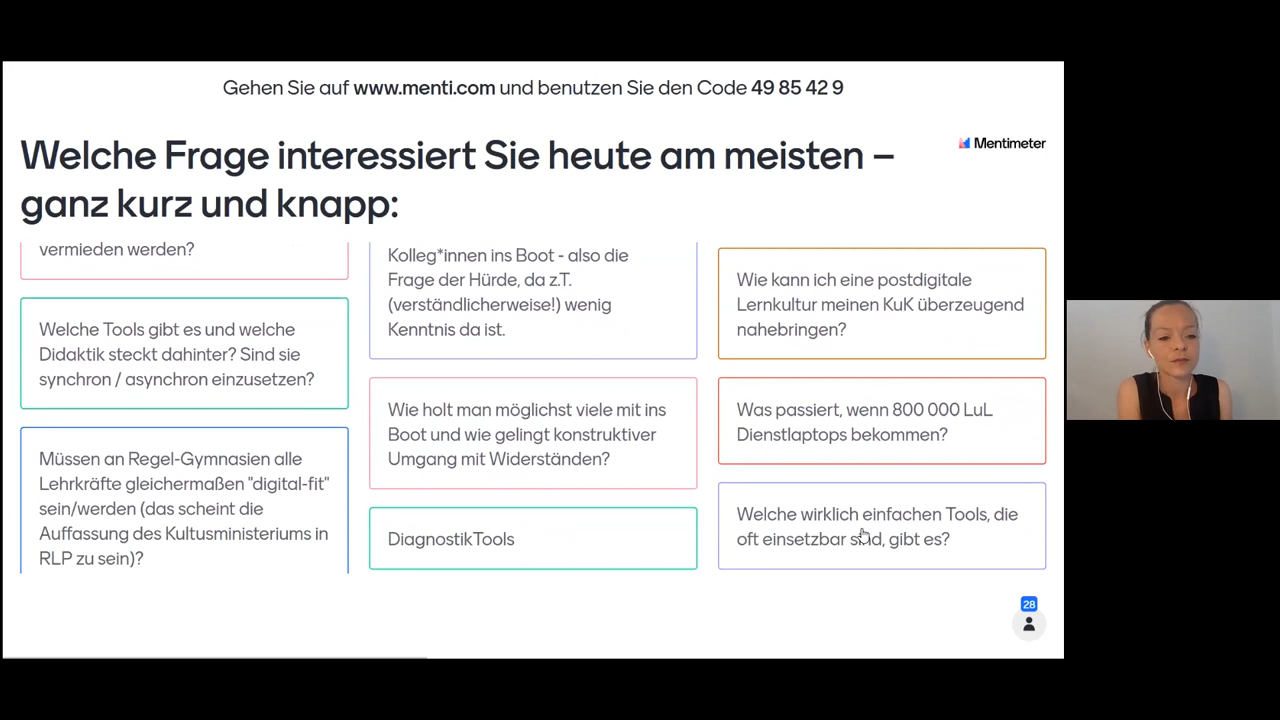 Gehen Sie auf www.menti.com und benutzen Sie den Code 49 85 42 9
Welche Frage interessiert Sie heute am meisten –
ganz kurz und knapp:
Mentimeter
vermieden werden?
Welche Tools gibt es und welche
Didaktik steckt dahinter? Sind sie
synchron / asynchron einzusetzen?
Müssen an Regel-Gymnasien alle
Lehrkräfte gleichermaßen "digital-fit"
sein/werden (das scheint die
Auffassung des Kultusministeriums in
RLP zu sein)?
Kolleg*innen ins Boot - also die
Frage der Hürde, da z.T.
(verständlicherweise!) wenig
Kenntnis da ist.
Wie holt man möglichst viele mit ins
Boot und wie gelingt konstruktiver
Umgang mit Widerständen?
DiagnostikTools
Wie kann ich eine postdigitale
Lernkultur meinen KuK überzeugend
nahebringen?
Was passiert, wenn 800 000 LuL
Dienstlaptops bekommen?
Welche wirklich einfachen Tools, die
oft einsetzbar sind, gibt es?
28